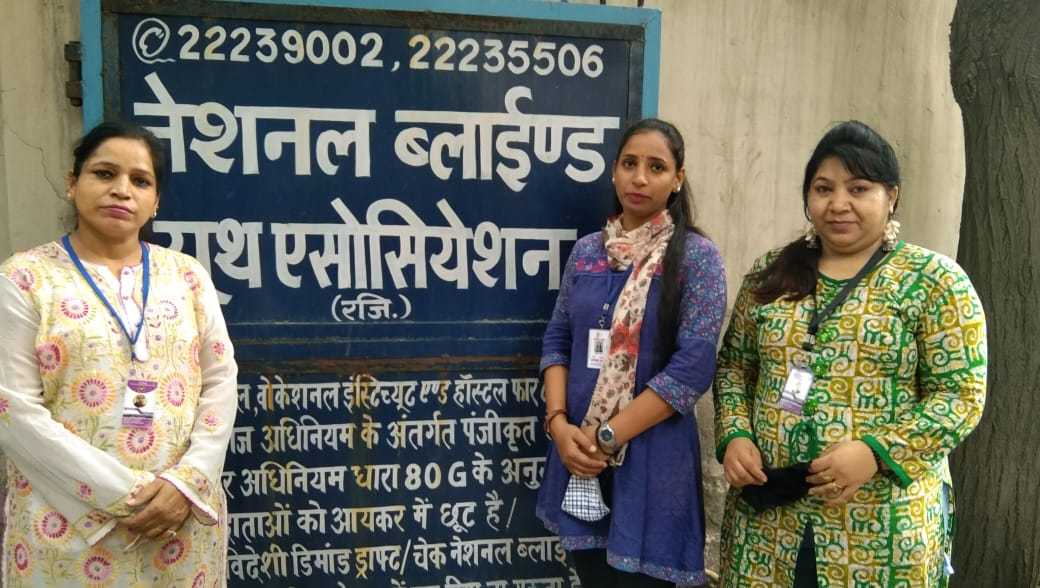 22239002, 22235506
नेशनल ब्लाईण्ड
यूथ एसोसियेशन
(रजि.)
वोकेशनल इंस्टिच्यूट एण्ड हॉस्टल फार
अधिनियम के अंतर्गत पंजीकृत
अधिनियम धारा 80 G के
को आयकर में छूट है/
विदेशी डिमांड ड्राफ्ट/चेक नेशनल